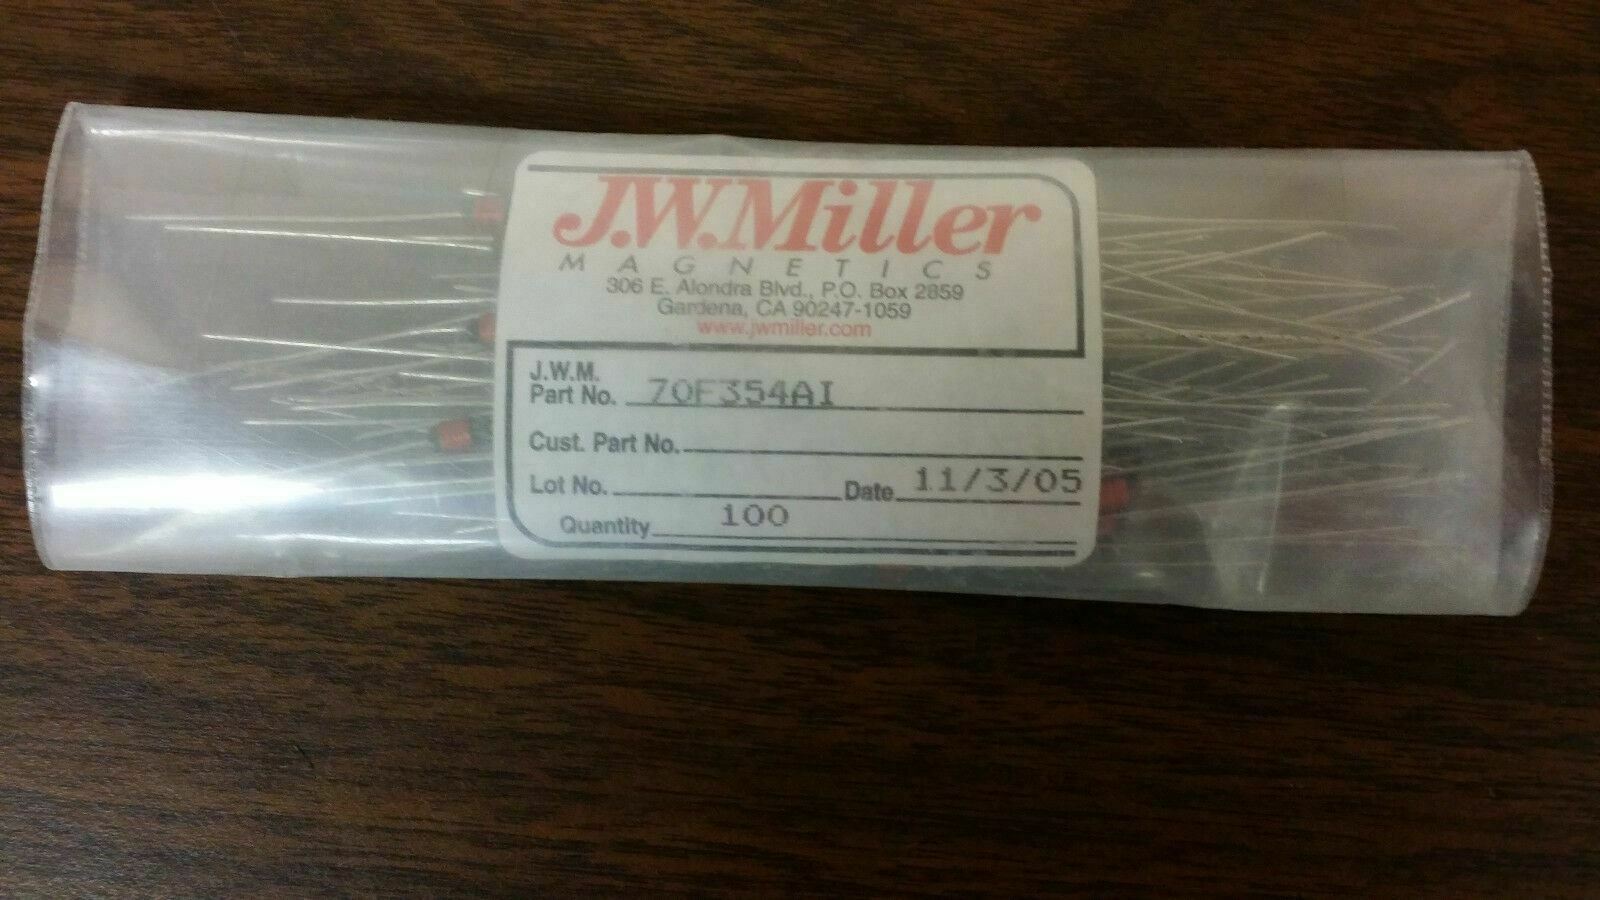 J.W.Miller
MAGNETICS
306 E. Alondra Blvd., P.O. Box 2859
Gardena, CA 90247-1059
www.jwmiller.com
J.W.M.
Part No. 70F354AI
Cust. Part No.
Lot No. Date 11/3/05
Quantity 100